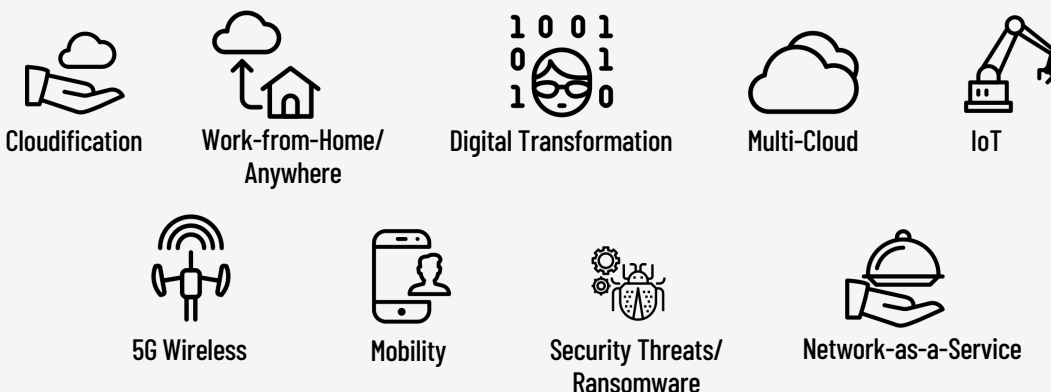 1 0 0 1
0 1
1 0
Cloudification
Work-from-Home/
Anywhere
Digital Transformation
Multi-Cloud
IoT
5G Wireless
Mobility
Security Threats/
Ransomware
Network-as-a-Service